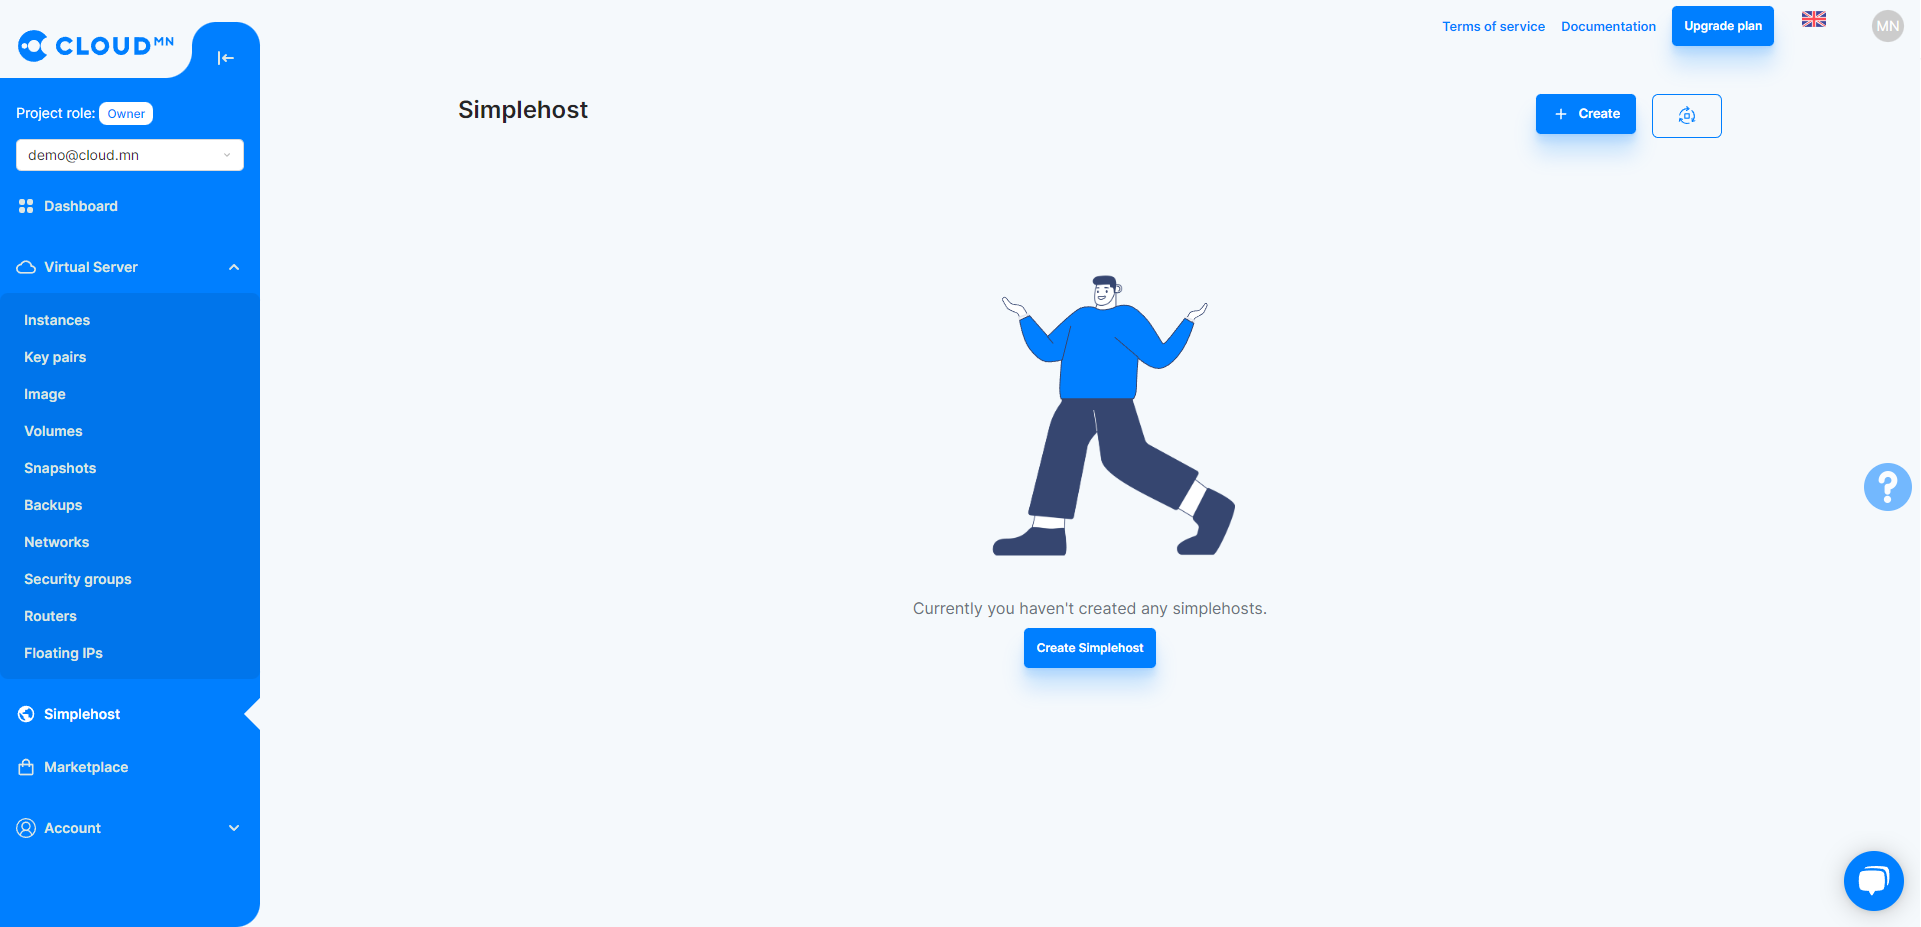 CLOUD MN
Terms of service
Documentation
Upgrade plan
MN
Project role: Owner
demo@cloud.mn
Dashboard
Virtual Server
Instances
Key pairs
Image
Volumes
Snapshots
Backups
Networks
Security groups
Routers
Floating IPs
Simplehost
Marketplace
Account
Simplehost
+ Create
Currently you haven't created any simplehosts.
Create Simplehost
?